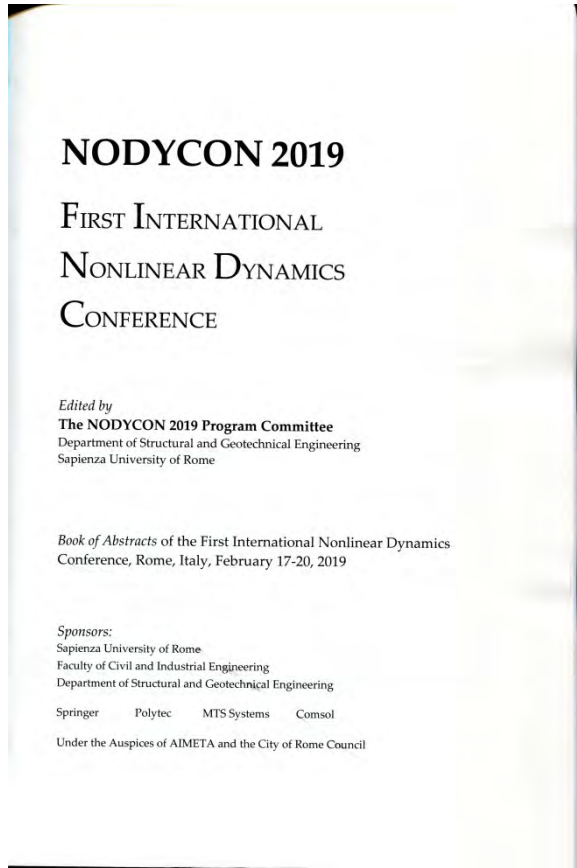 NODYCON 2019
FIRST INTERNATIONAL
NONLINEAR DYNAMICS
CONFERENCE
Edited by
The NODYCON 2019 Program Committee
Department of Structural and Geotechnical Engineering
Sapienza University of Rome
Book of Abstracts of the First International Nonlinear Dynamics
Conference, Rome, Italy, February 17-20, 2019
Sponsors:
Sapienza University of Rome
Faculty of Civil and Industrial Engineering
Department of Structural and Geotechnical Engineering
Springer Polytec MTS Systems Comsol
Under the Auspices of AIMETA and the City of Rome Council